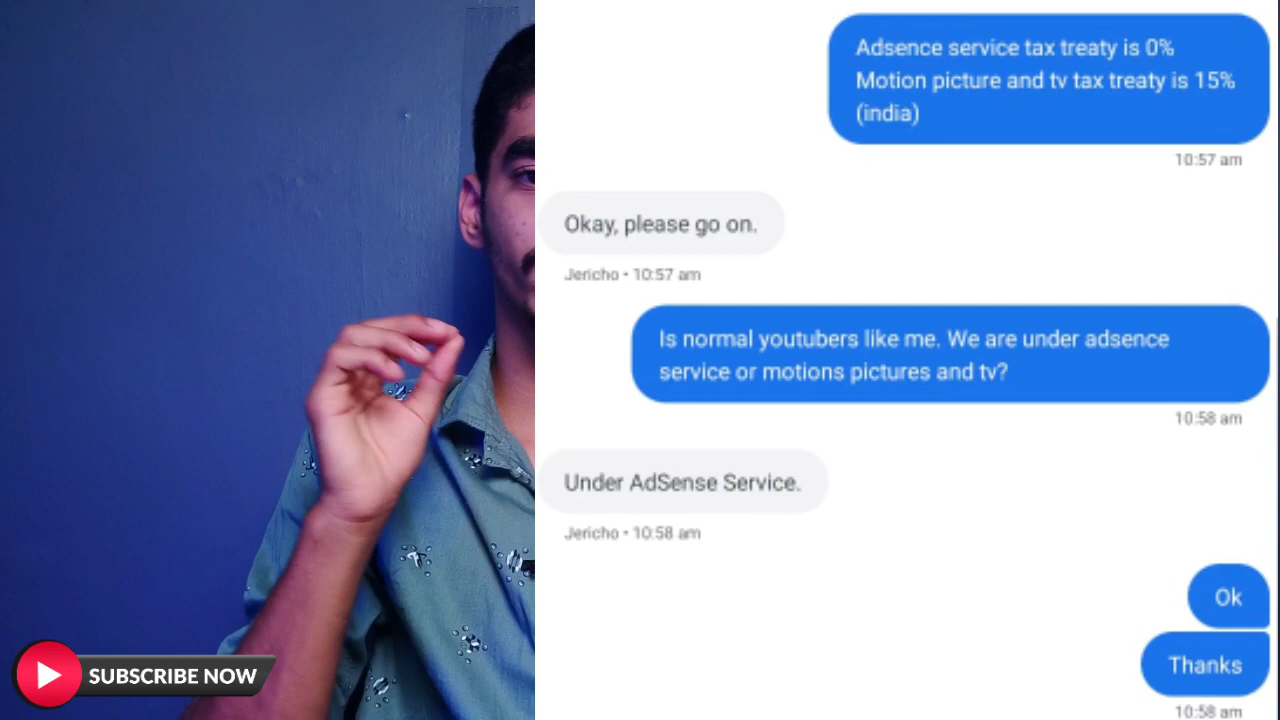 Adsence service tax treaty is 0%
Motion picture and tv tax treaty is 15%
(india)
10:57 am
Okay, please go on.
Jericho • 10:57 am
Is normal youtubers like me. We are under adsence
service or motions pictures and tv?
10:58 am
Under AdSense Service.
Jericho • 10:58 am
Ok
Thanks
10:58 am
SUBSCRIBE NOW